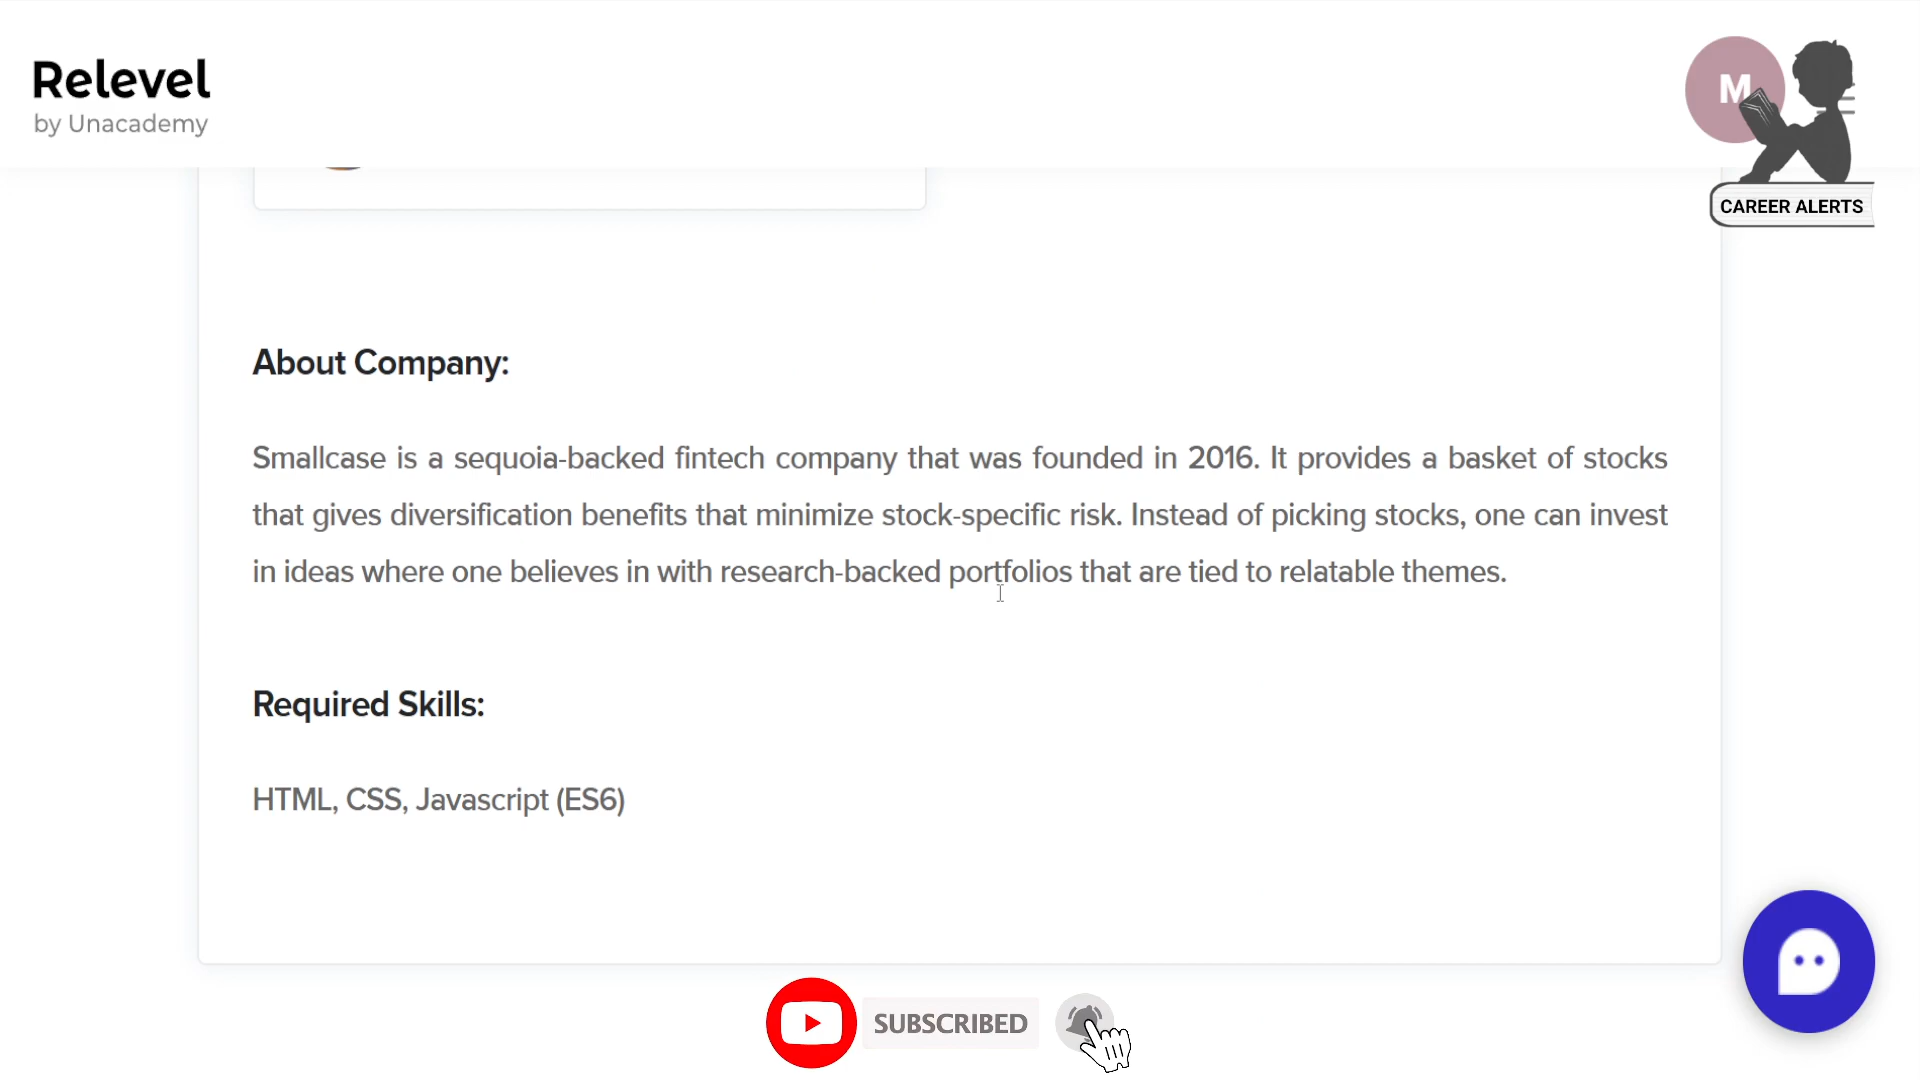 Relevel
by Unacademy
M
CAREER ALERTS
About Company:
Smallcase is a sequoia-backed fintech company that was founded in 2016. It provides a basket of stocks
that gives diversification benefits that minimize stock-specific risk. Instead of picking stocks, one can invest
in ideas where one believes in with research-backed portfolios that are tied to relatable themes.
Required Skills:
HTML, CSS, Javascript (ES6)
SUBSCRIBED